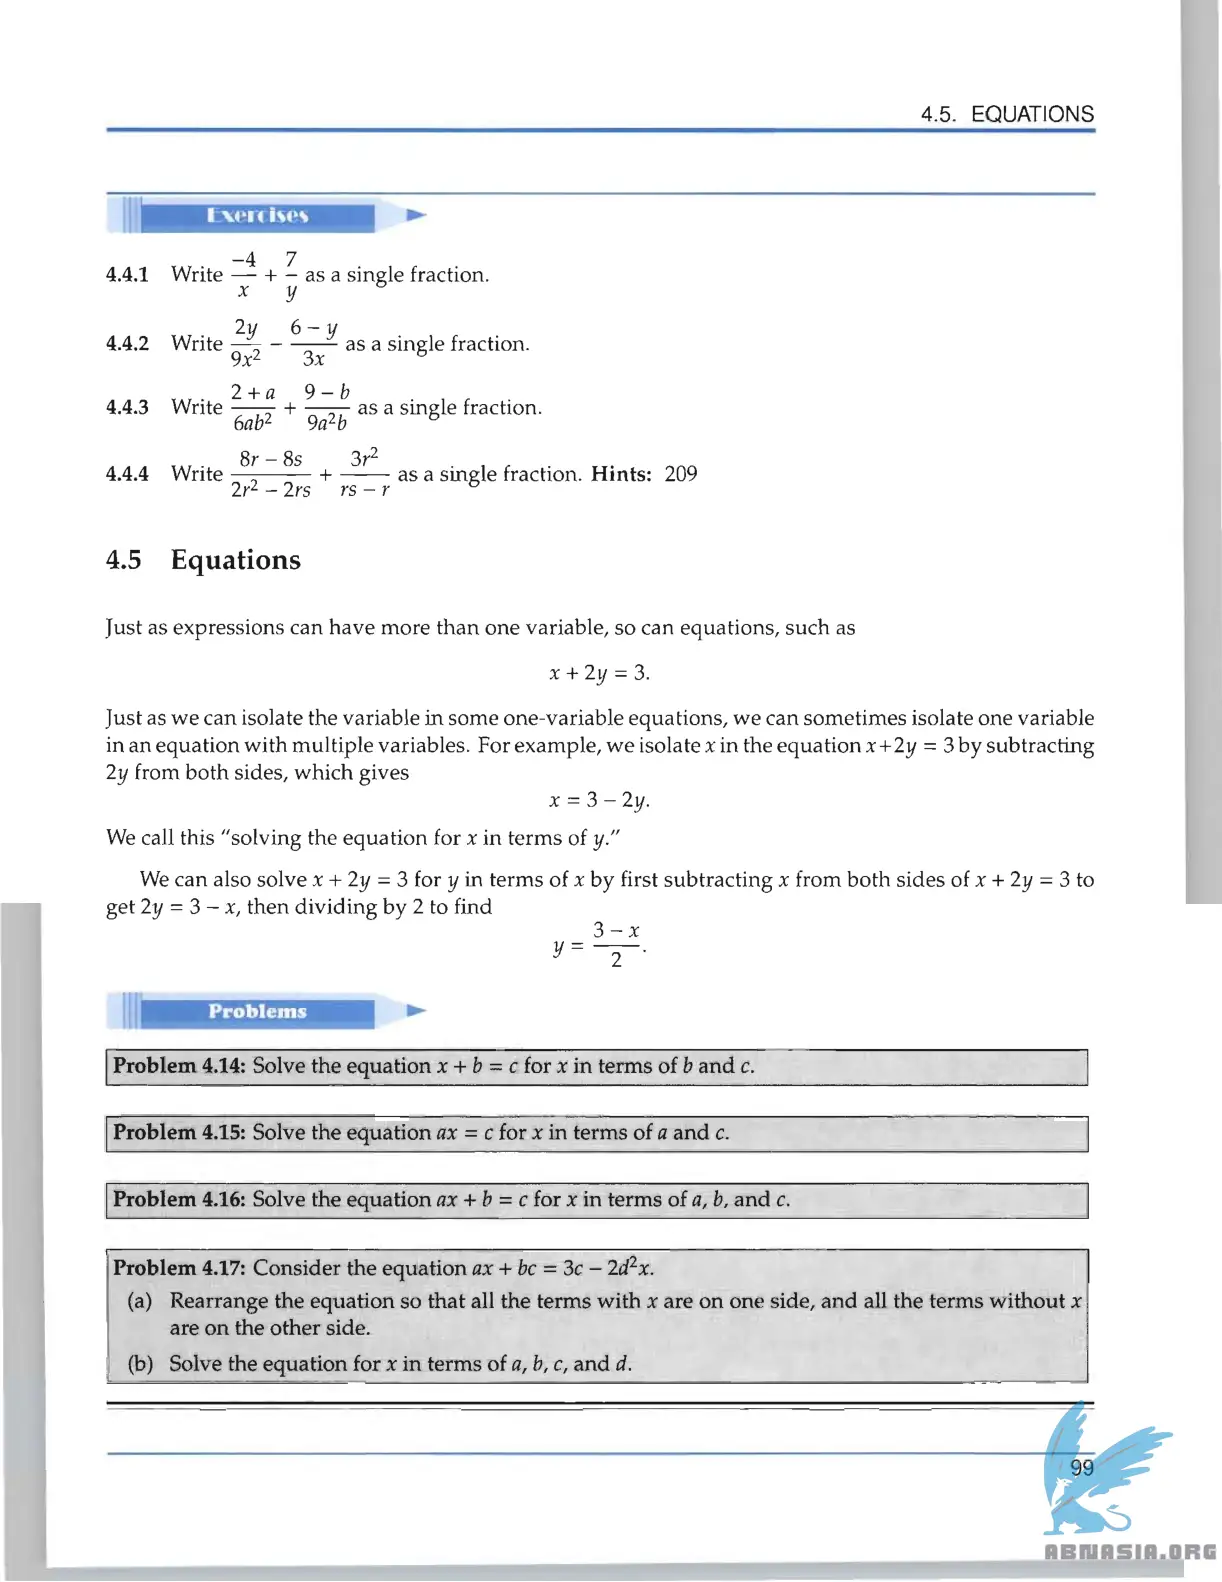 4.5. EQUATIONS
Exercises
4.4.1 Write \frac{-4}{x} + \frac{7}{y} as a single fraction.
4.4.2 Write \frac{2y}{9x^2} − \frac{6 − y}{3x} as a single fraction.
4.4.3 Write \frac{2 + a}{6ab^2} + \frac{9 − b}{9a^2b} as a single fraction.
4.4.4 Write \frac{8r − 8s}{2r^2 − 2rs} + \frac{3r^2}{rs − r} as a single fraction. Hints: 209
4.5 Equations
Just as expressions can have more than one variable, so can equations, such as
x + 2y = 3.
Just as we can isolate the variable in some one-variable equations, we can sometimes isolate one variable
in an equation with multiple variables. For example, we isolate x in the equation x+2y = 3 by subtracting
2y from both sides, which gives
x = 3 − 2y.
We call this "solving the equation for x in terms of y."
We can also solve x + 2y = 3 for y in terms of x by first subtracting x from both sides of x + 2y = 3 to
get 2y = 3 − x, then dividing by 2 to find
y = \frac{3 − x}{2}.
Problems
Problem 4.14: Solve the equation x + b = c for x in terms of b and c.
Problem 4.15: Solve the equation ax = c for x in terms of a and c.
Problem 4.16: Solve the equation ax + b = c for x in terms of a, b, and c.
Problem 4.17: Consider the equation ax + bc = 3c − 2d²x.
(a) Rearrange the equation so that all the terms with x are on one side, and all the terms without x
are on the other side.
(b) Solve the equation for x in terms of a, b, c, and d.
99
ABNASIA.ORG